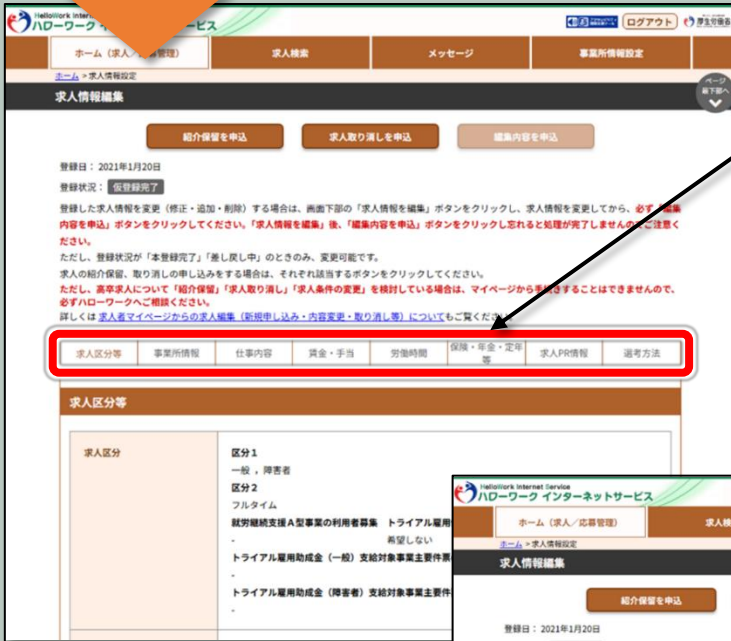 HelloWork Inter
ハローワーク インターネットサービス
ログアウト
厚生労働省
ホーム（求人／応募管理）
求人検索
メッセージ
事業所情報設定
ホーム > 求人情報設定
ページ
最下部へ
求人情報編集
紹介保留を申込
求人取り消しを申込
編集内容を申込
登録日： 2021年1月20日
登録状況： 仮登録完了
登録した求人情報を変更（修正・追加・削除）する場合は、画面下部の「求人情報を編集」ボタンをクリックし、求人情報を変更してから、必ず「編集
内容を申込」ボタンをクリックしてください。「求人情報を編集」後、「編集内容を申込」ボタンをクリックし忘れると処理が完了しませんのでご注意く
ださい。
ただし、登録状況が「本登録完了」「差し戻し中」のときのみ、変更可能です。
求人の紹介保留、取り消しの申し込みをする場合は、それぞれ該当するボタンをクリックしてください。
ただし、高卒求人について「紹介保留」「求人取り消し」「求人条件の変更」を検討している場合は、マイページから手続きすることはできませんので、
必ずハローワークへご相談ください。
詳しくは 求人者マイページからの求人編集（新規申し込み・内容変更・取り消し等）についてもご覧ください。
求人区分等
事業所情報
仕事内容
賃金・手当
労働時間
保険・年金・定年
等
求人PR情報
選考方法
求人区分等
求人区分
区分1
一般 ，障害者
区分2
フルタイム
就労継続支援Ａ型事業の利用者募集 トライアル雇用
- 希望しない
トライアル雇用助成金（一般）支給対象事業主要件票
-
トライアル雇用助成金（障害者）支給対象事業主要件
-
HelloWork Internet Service
ハローワーク インターネットサービス
ホーム（求人／応募管理）
求人検
ホーム > 求人情報設定
求人情報編集
紹介保留を申込
登録日： 2021年1月20日